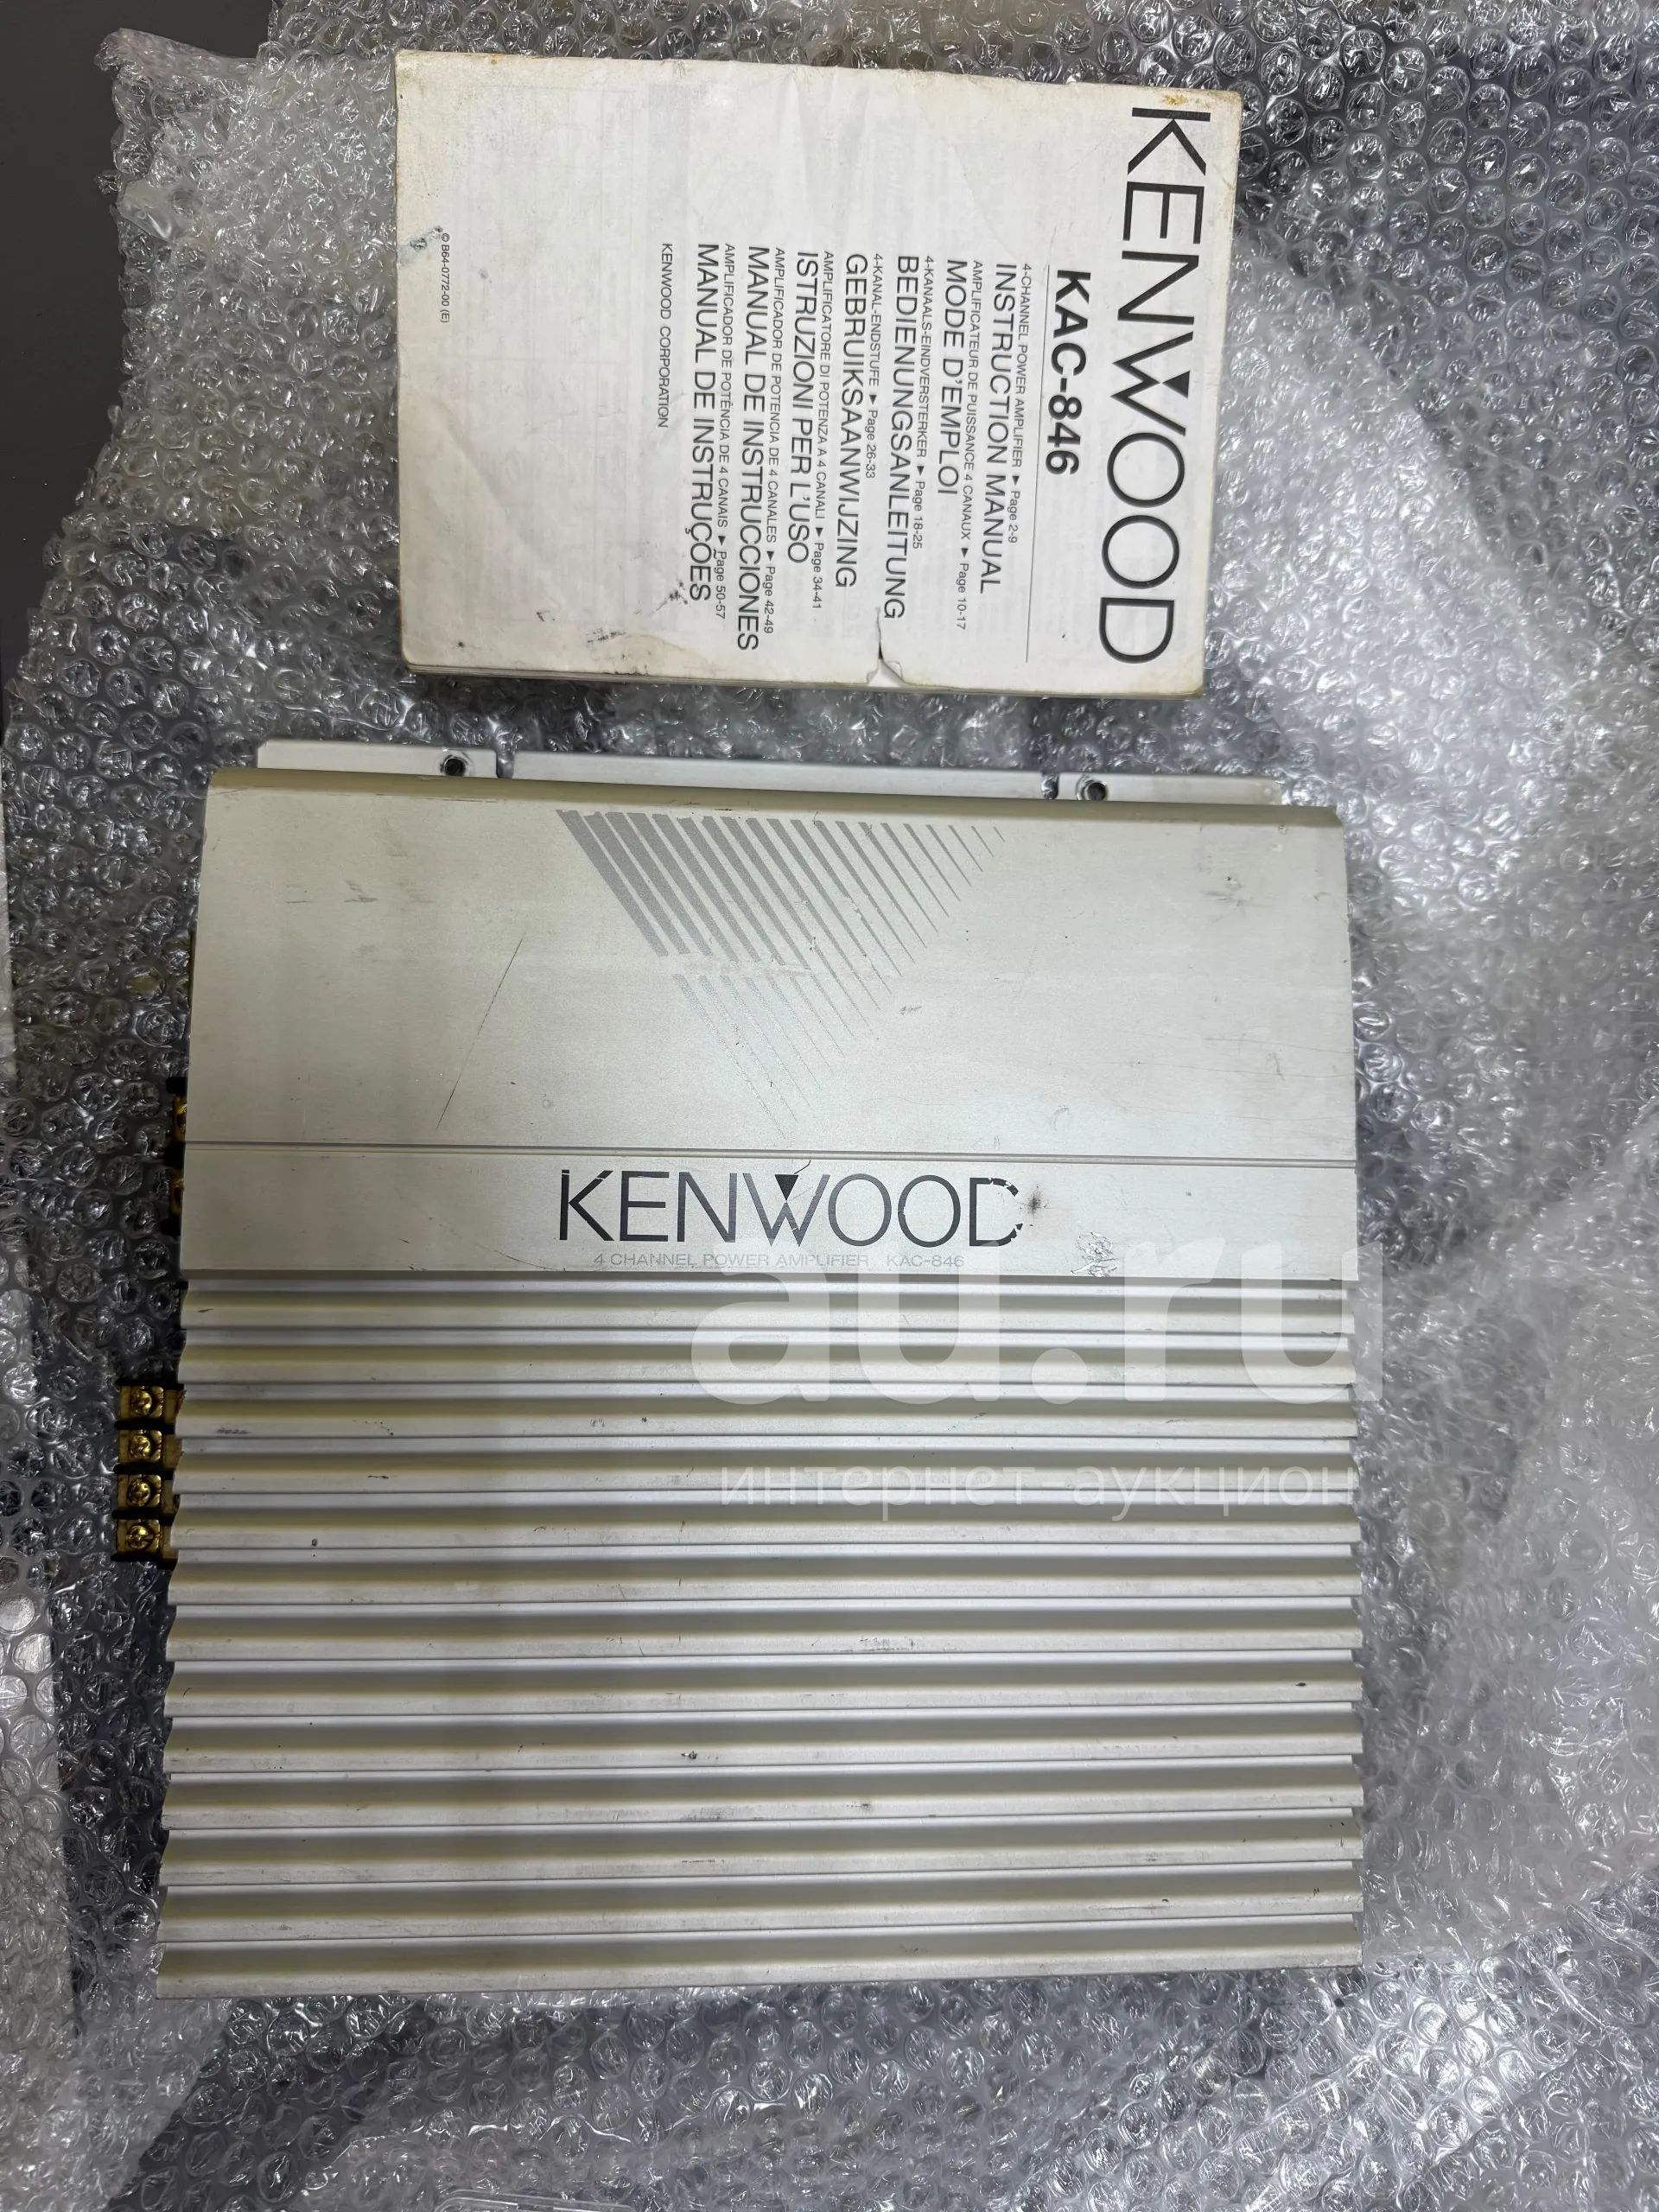 KENWOOD
KAC-846
4-CHANNEL POWER AMPLIFIER ▶ Page 2-9
INSTRUCTION MANUAL
AMPLIFICATEUR DE PUISSANCE 4 CANAUX ▶ Page 10-17
MODE D'EMPLOI
4-KANAALS-EINDVERSTERKER ▶ Page 18-25
BEDIENUNGSANLEITUNG
4-KANAL-ENDSTUFE ▶ Page 26-33
GEBRUIKSAANWIJZING
AMPLIFICATORE DI POTENZA A 4 CANALI ▶ Page 34-41
ISTRUZIONI PER L'USO
AMPLIFICADOR DE POTENCIA DE 4 CANALES ▶ Page 42-49
MANUAL DE INSTRUCCIONES
AMPLIFICADOR DE POTÊNCIA DE 4 CANAIS ▶ Page 50-57
MANUAL DE INSTRUÇÕES
KENWOOD CORPORATION
© B64-0772-00 (E)
KENWOOD
4 CHANNEL POWER AMPLIFIER KAC-846
au.ru
интернет-аукцион